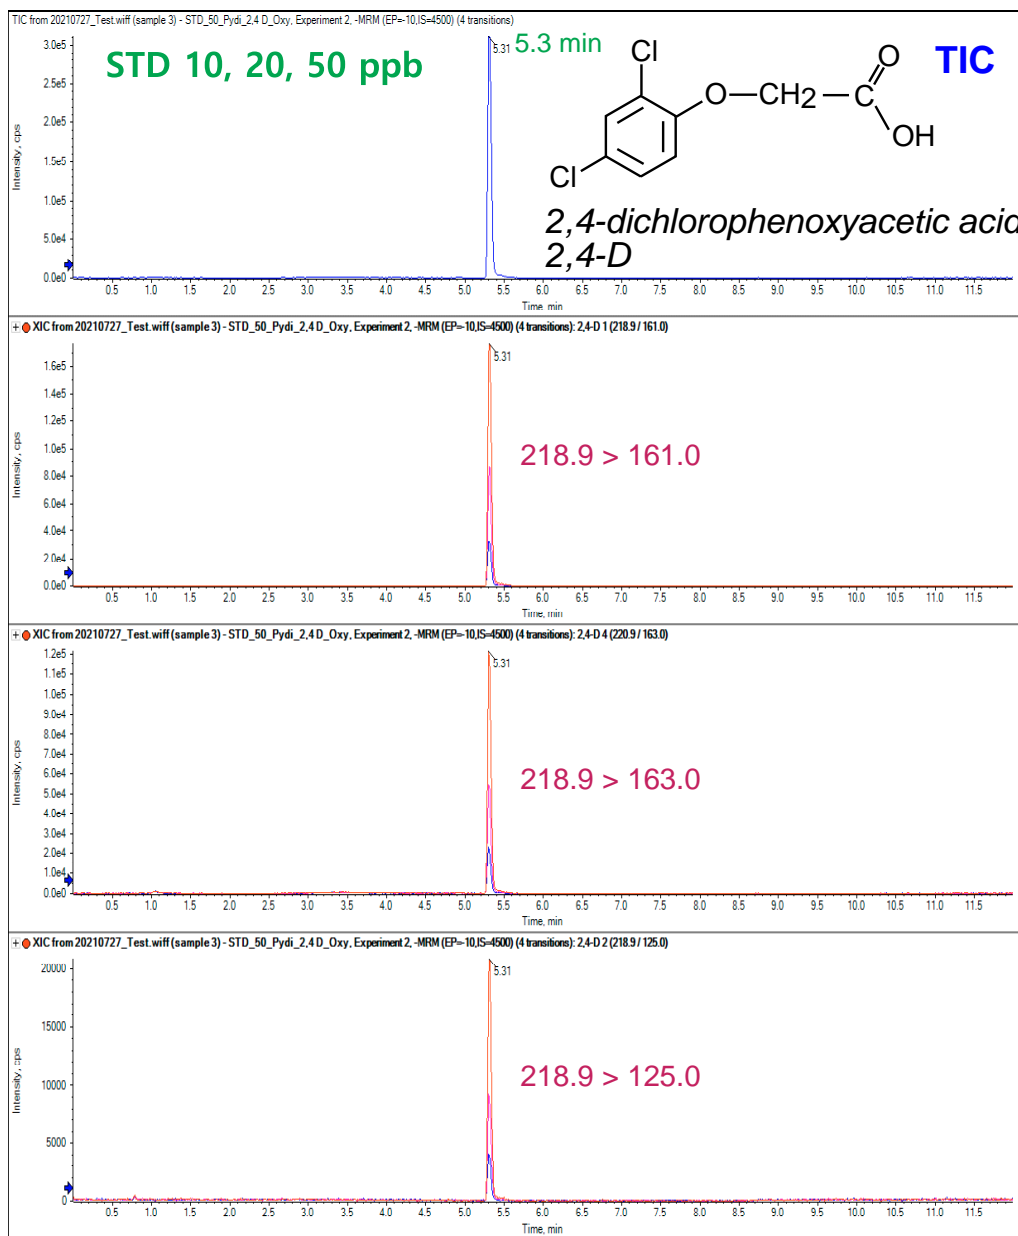 TIC from 20210727_Test.wiff (sample 3) - STD_50_Pydi_2,4 D_Oxy, Experiment 2, -MRM (EP=-10,IS=4500) (4 transitions)
STD 10, 20, 50 ppb
5.31
5.3 min
TIC
Cl
O
O—CH2—C
OH
Cl
2,4-dichlorophenoxyacetic acid
2,4-D
Intensity, cps
3.0e5
2.5e5
2.0e5
1.5e5
1.0e5
5.0e4
0.0e0
0.5 1.0 1.5 2.0 2.5 3.0 3.5 4.0 4.5 5.0 5.5 6.0 6.5 7.0 7.5 8.0 8.5 9.0 9.5 10.0 10.5 11.0 11.5
Time, min
XIC from 20210727_Test.wiff (sample 3) - STD_50_Pydi_2,4 D_Oxy, Experiment 2, -MRM (EP=-10,IS=4500) (4 transitions): 2,4-D 1 (218.9 / 161.0)
5.31
218.9 > 161.0
Intensity, cps
1.6e5
1.4e5
1.2e5
1.0e5
8.0e4
6.0e4
4.0e4
2.0e4
0.0e0
0.5 1.0 1.5 2.0 2.5 3.0 3.5 4.0 4.5 5.0 5.5 6.0 6.5 7.0 7.5 8.0 8.5 9.0 9.5 10.0 10.5 11.0 11.5
Time, min
XIC from 20210727_Test.wiff (sample 3) - STD_50_Pydi_2,4 D_Oxy, Experiment 2, -MRM (EP=-10,IS=4500) (4 transitions): 2,4-D 4 (220.9 / 163.0)
5.31
218.9 > 163.0
Intensity, cps
1.2e5
1.1e5
1.0e5
9.0e4
8.0e4
7.0e4
6.0e4
5.0e4
4.0e4
3.0e4
2.0e4
1.0e4
0.0e0
0.5 1.0 1.5 2.0 2.5 3.0 3.5 4.0 4.5 5.0 5.5 6.0 6.5 7.0 7.5 8.0 8.5 9.0 9.5 10.0 10.5 11.0 11.5
Time, min
XIC from 20210727_Test.wiff (sample 3) - STD_50_Pydi_2,4 D_Oxy, Experiment 2, -MRM (EP=-10,IS=4500) (4 transitions): 2,4-D 2 (218.9 / 125.0)
5.31
218.9 > 125.0
Intensity, cps
20000
15000
10000
5000
0
0.5 1.0 1.5 2.0 2.5 3.0 3.5 4.0 4.5 5.0 5.5 6.0 6.5 7.0 7.5 8.0 8.5 9.0 9.5 10.0 10.5 11.0 11.5
Time, min